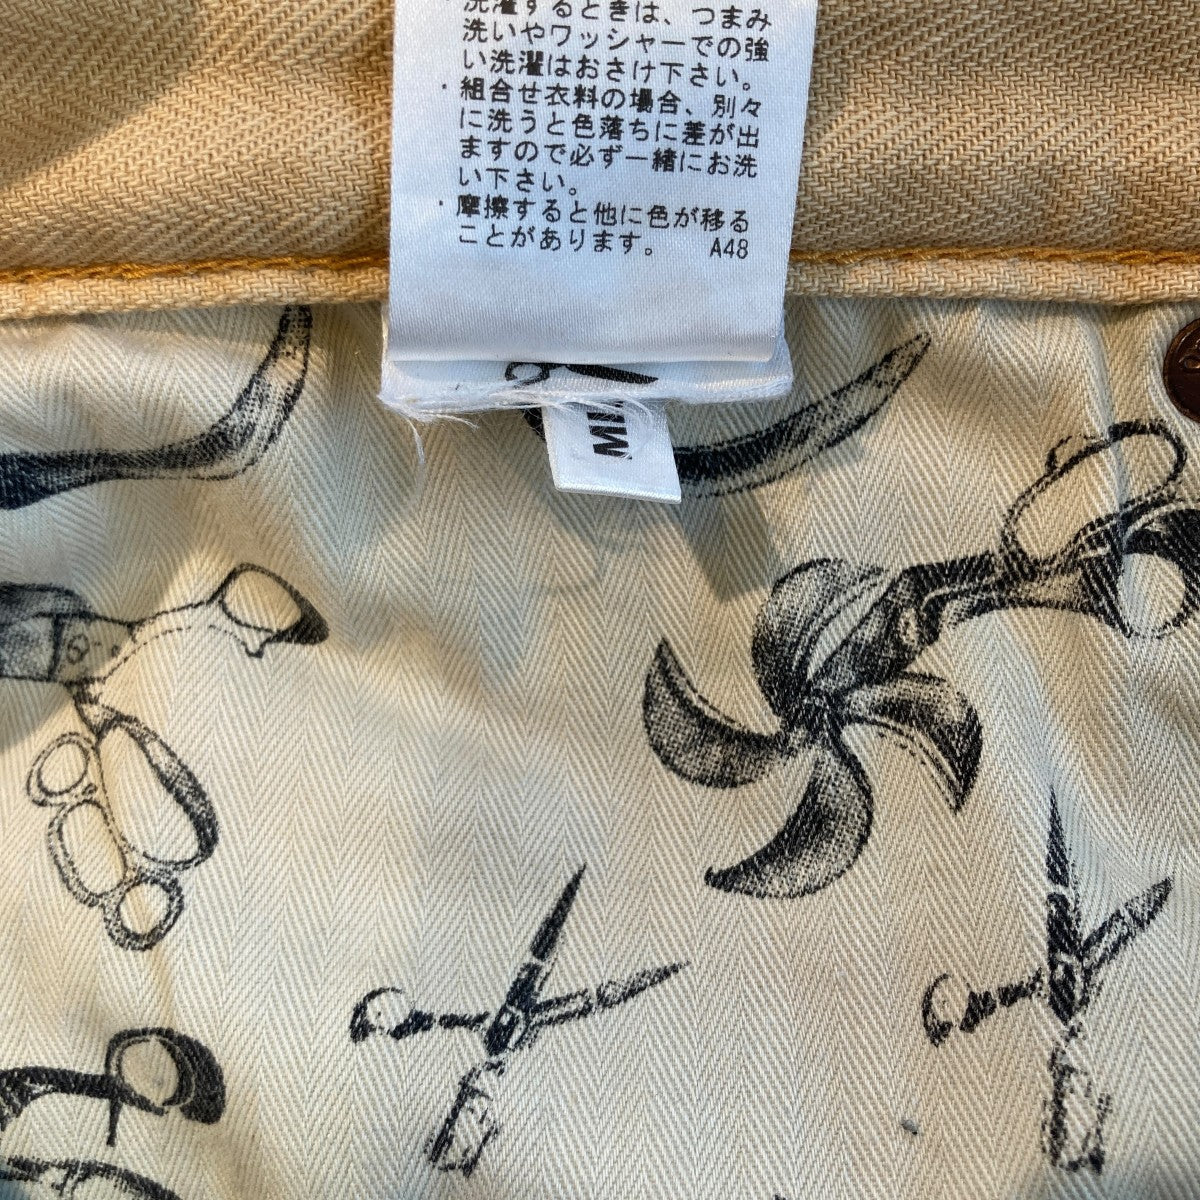 ・洗濯するときは、つまみ
洗いやワッシャーでの強
い洗濯はおさけ下さい。
・組合せ衣料の場合、別々
に洗うと色落ちに差が出
ますので必ず一緒にお洗
い下さい。
・摩擦すると他に色が移る
ことがあります。 A48